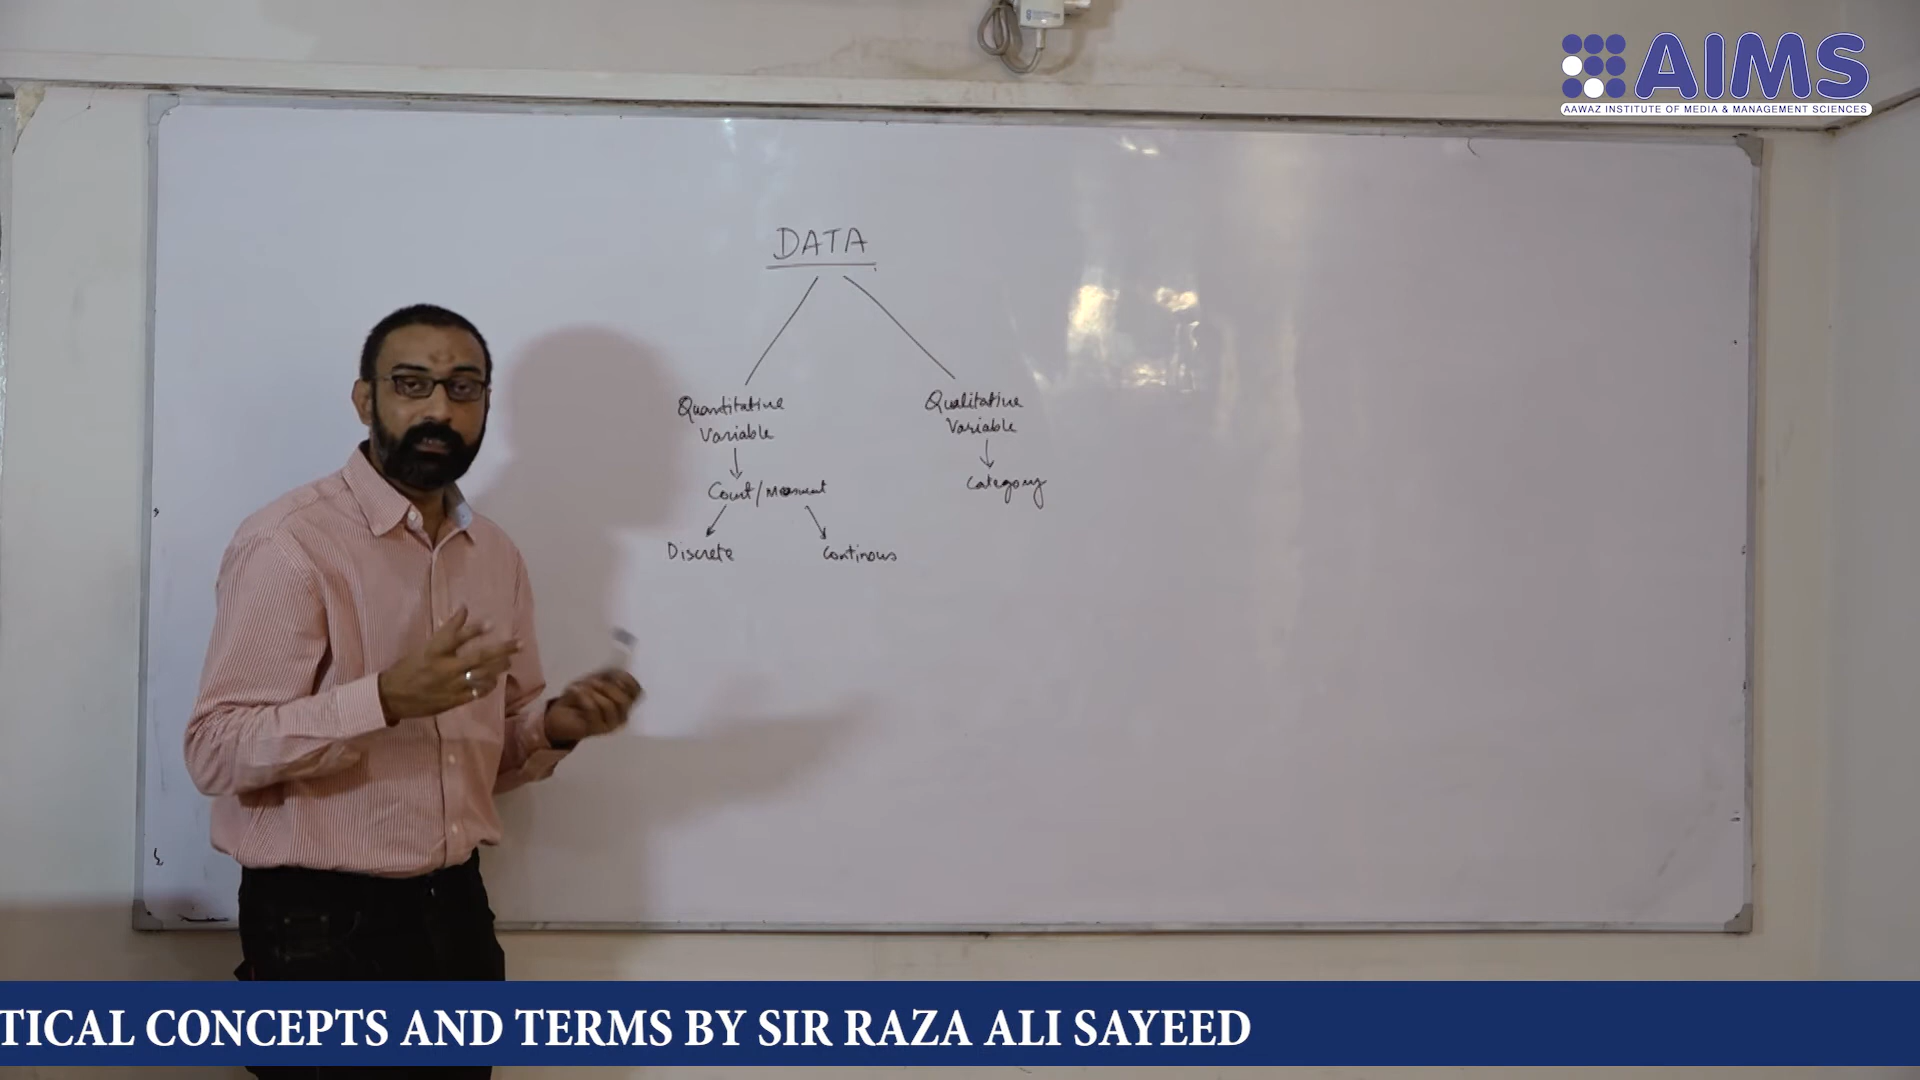 AIMS
AAWAZ INSTITUTE OF MEDIA & MANAGEMENT SCIENCES
DATA
Quantitative
Variable
Qualitative
Variable
Count/
Category
Discrete
Continous
TICAL CONCEPTS AND TERMS BY SIR RAZA ALI SAYEED